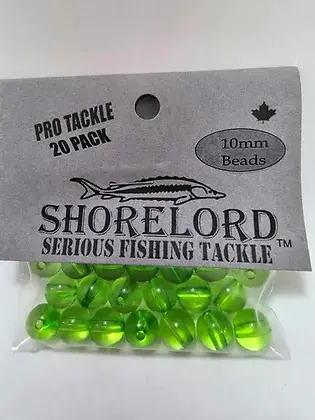 PRO TACKLE
20 PACK
10mm
Beads
SHORELORD
SERIOUS FISHING TACKLE™